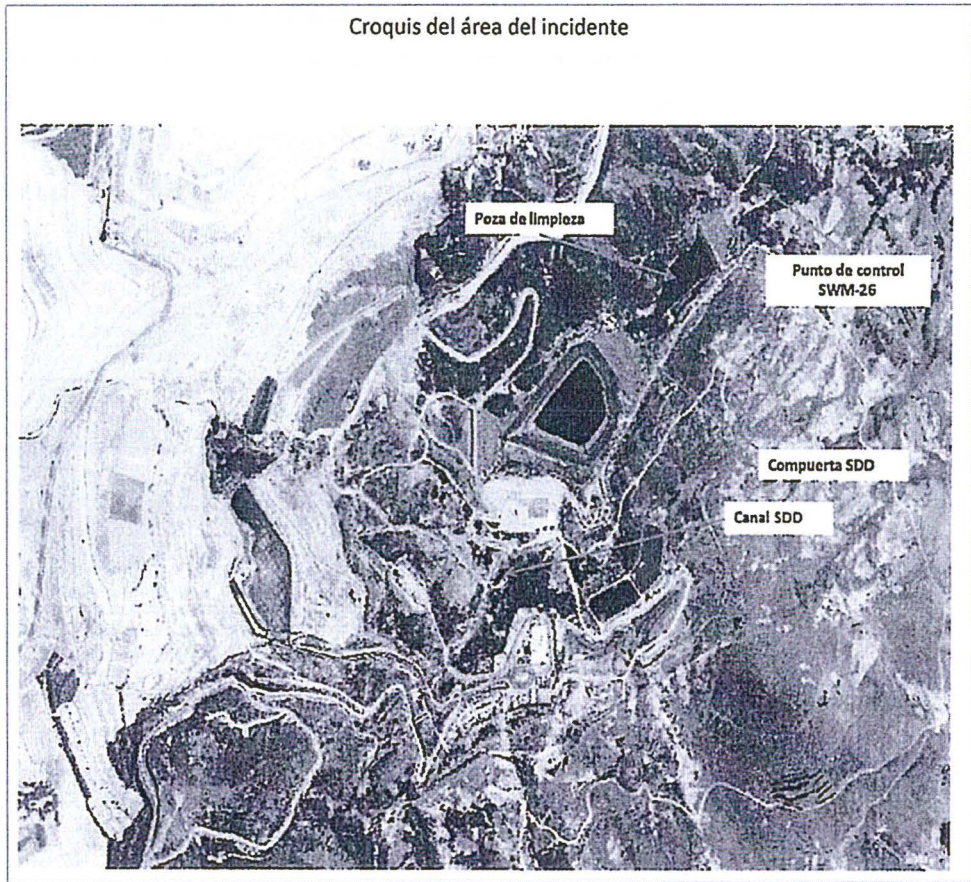 Croquis del área del incidente
Poza de limpieza
Punto de control
SWM-26
Compuerta SDD
Canal SDD